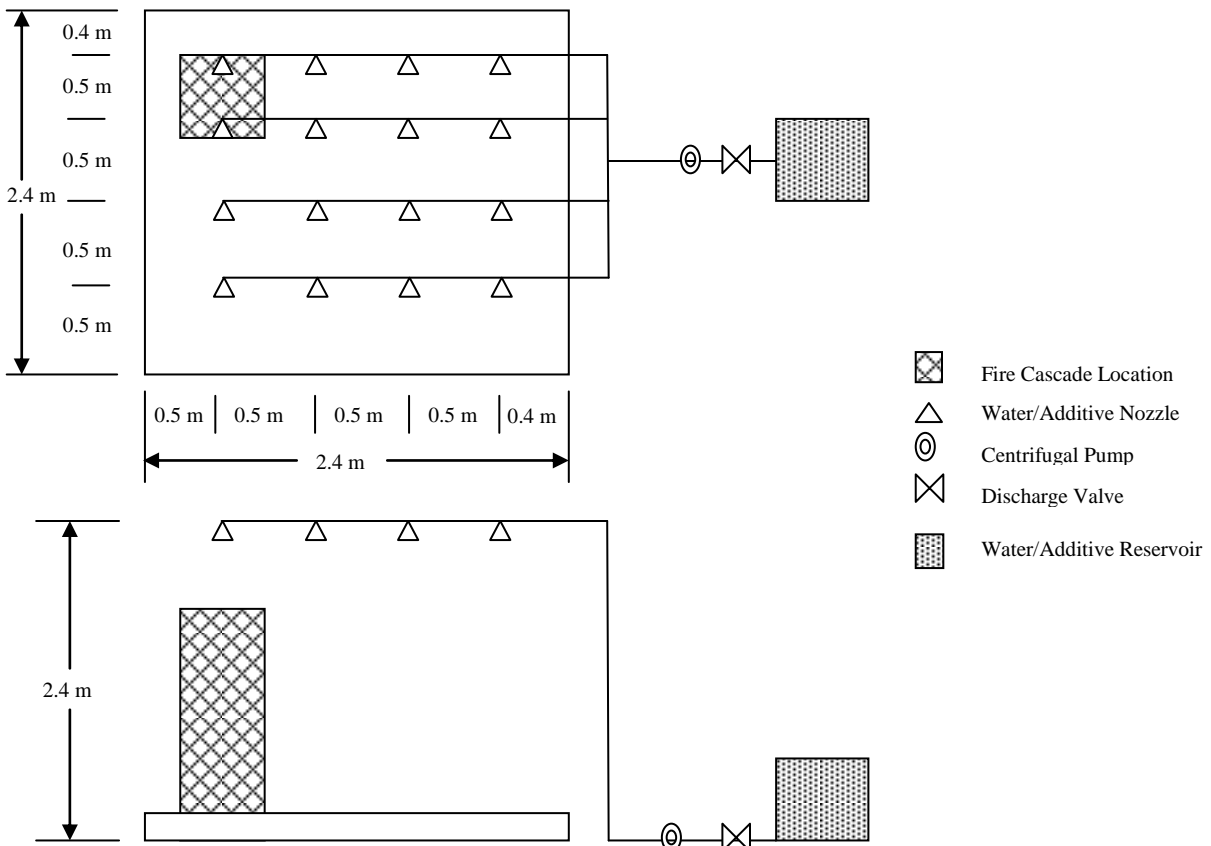 0.4 m
0.5 m
0.5 m
2.4 m
0.5 m
0.5 m
0.5 m 0.5 m 0.5 m 0.5 m 0.4 m
2.4 m
Fire Cascade Location
Water/Additive Nozzle
Centrifugal Pump
Discharge Valve
Water/Additive Reservoir
2.4 m